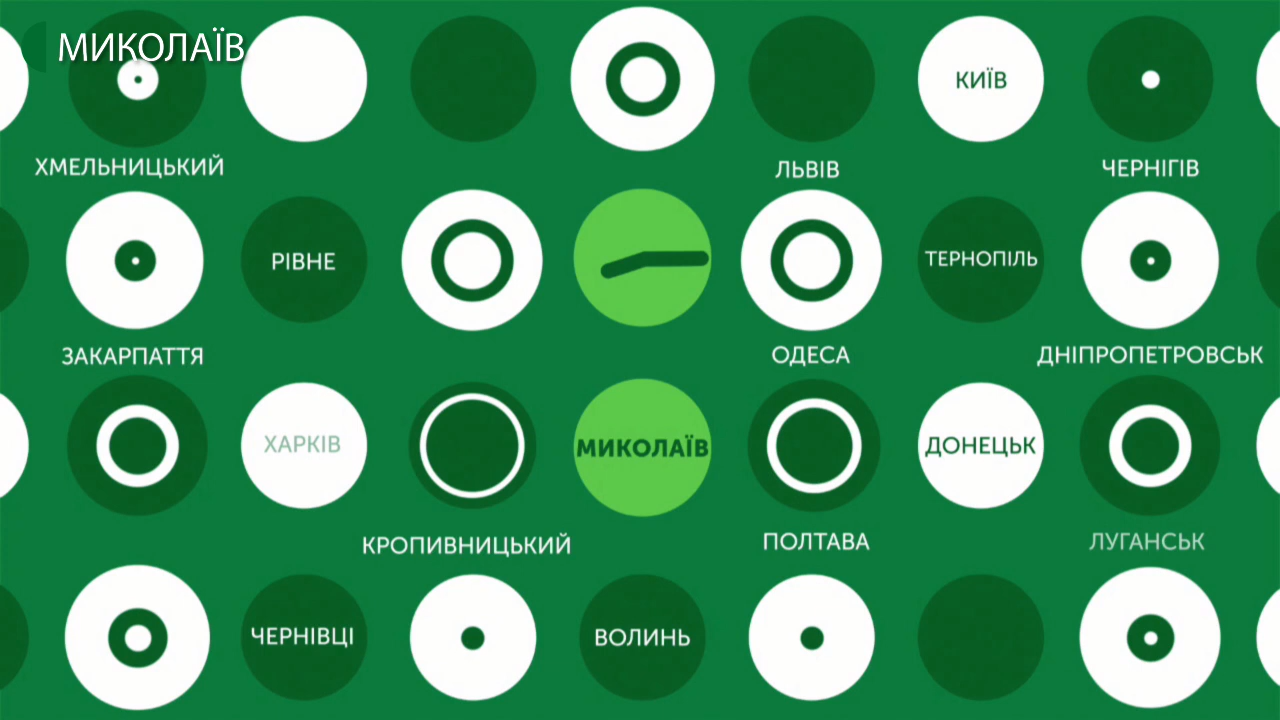 МИКОЛАЇВ
КИЇВ
ХМЕЛЬНИЦЬКИЙ
ЛЬВІВ
ЧЕРНІГІВ
РІВНЕ
ТЕРНОПІЛЬ
ЗАКАРПАТТЯ
ОДЕСА
ДНІПРОПЕТРОВСЬК
ХАРКІВ
МИКОЛАЇВ
ДОНЕЦЬК
КРОПИВНИЦЬКИЙ
ПОЛТАВА
ЛУГАНСЬК
ЧЕРНІВЦІ
ВОЛИНЬ